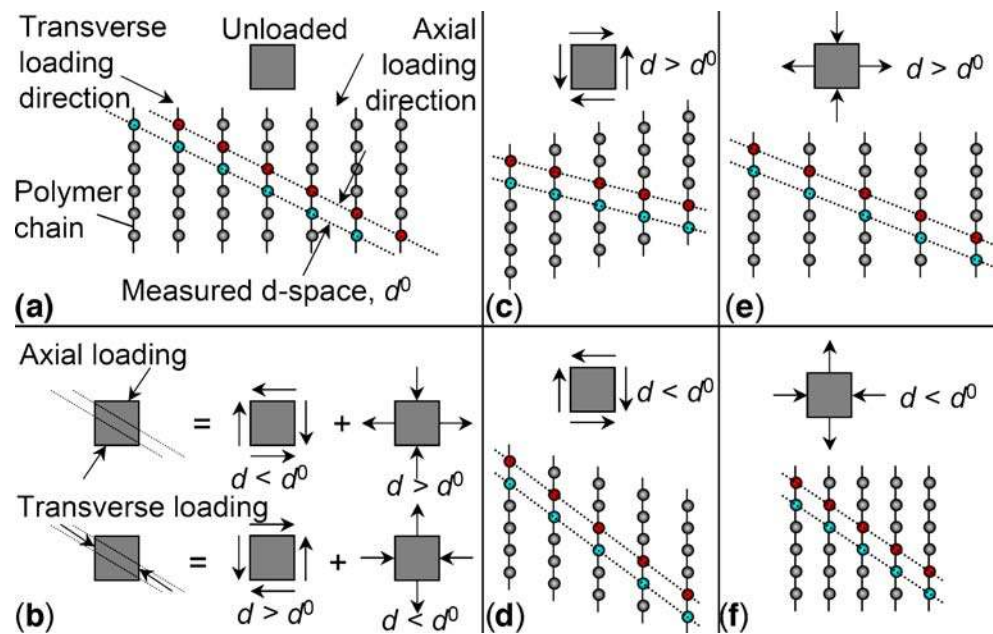 Transverse
loading
direction
Unloaded
Axial
loading
direction
Polymer
chain
Measured d-space, d⁰
(a)
Axial loading
= + 
d < d⁰
d > d⁰
Transverse loading
= +
d > d⁰
d < d⁰
(b)
d > d⁰
(c)
d < d⁰
(d)
d > d⁰
(e)
d < d⁰
(f)